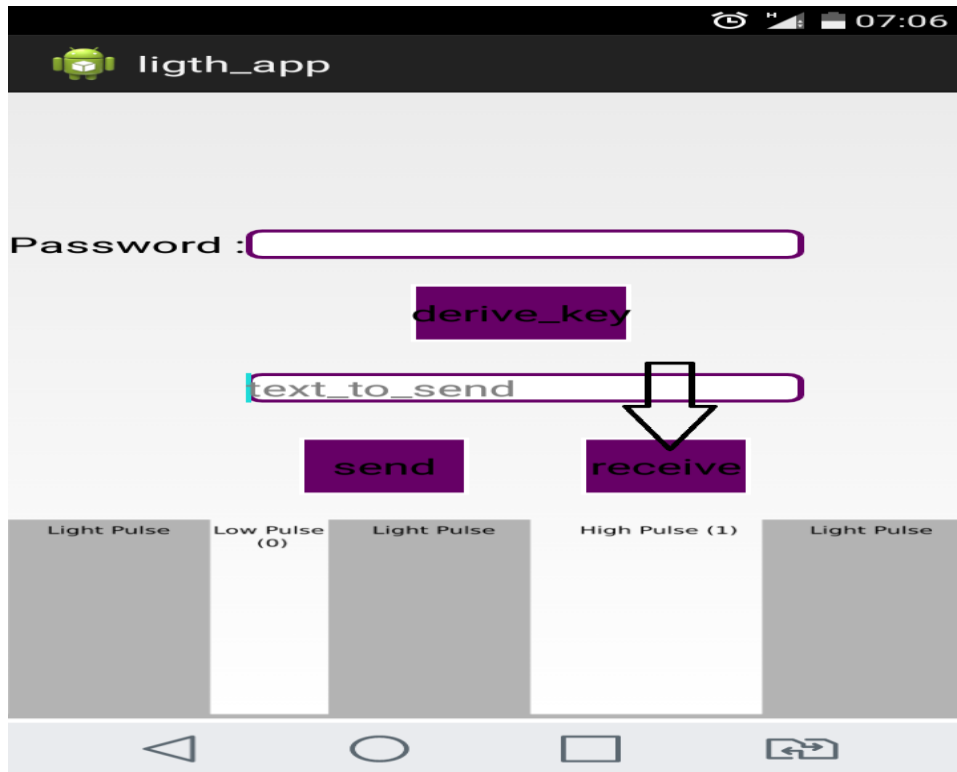 H 07:06
ligth_app
Password :
derive_key
text_to_send
send receive
Light Pulse Low Pulse Light Pulse High Pulse (1) Light Pulse
(0)